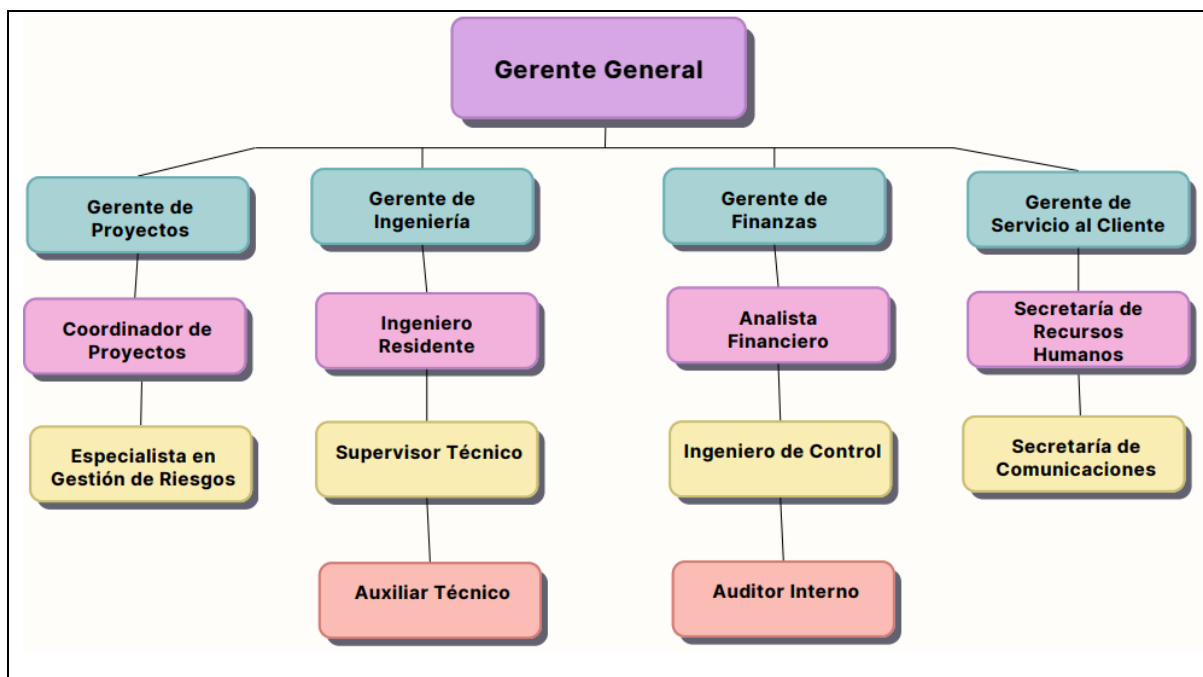 Gerente General
Gerente de
Proyectos
Gerente de
Ingeniería
Gerente de
Finanzas
Gerente de
Servicio al Cliente
Coordinador de
Proyectos
Ingeniero
Residente
Analista
Financiero
Secretaría de
Recursos
Humanos
Especialista en
Gestión de Riesgos
Supervisor Técnico
Ingeniero de Control
Secretaría de
Comunicaciones
Auxiliar Técnico
Auditor Interno